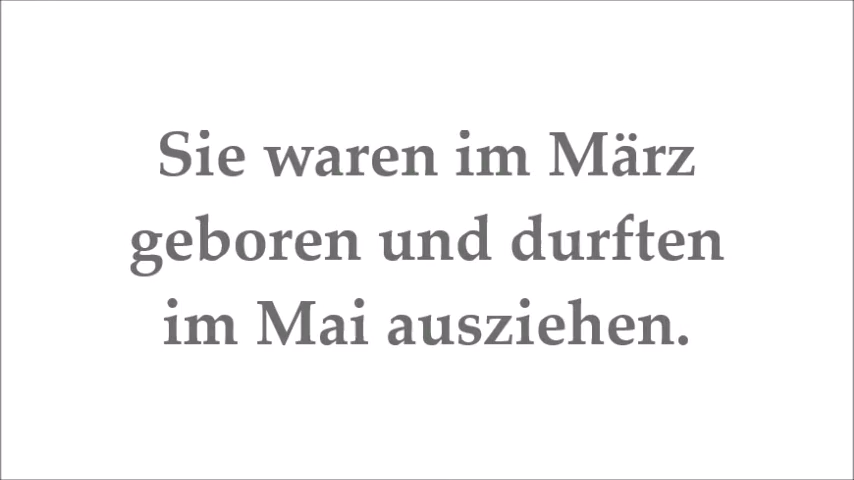 Sie waren im März
geboren und durften
im Mai ausziehen.